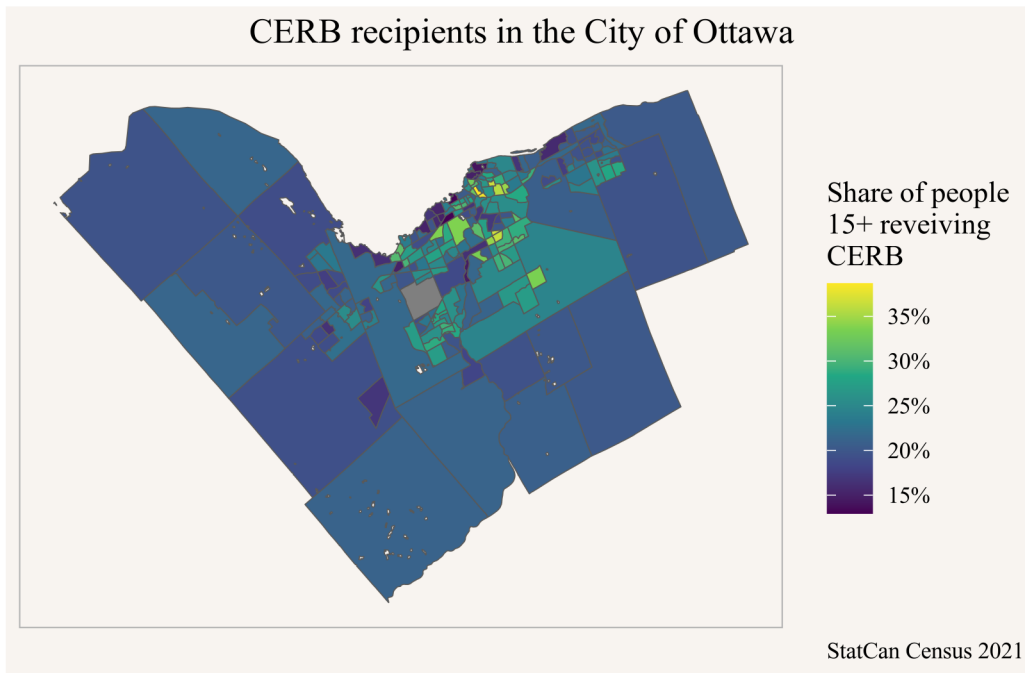 CERB recipients in the City of Ottawa
Share of people
15+ reveiving
CERB
35%
30%
25%
20%
15%
StatCan Census 2021